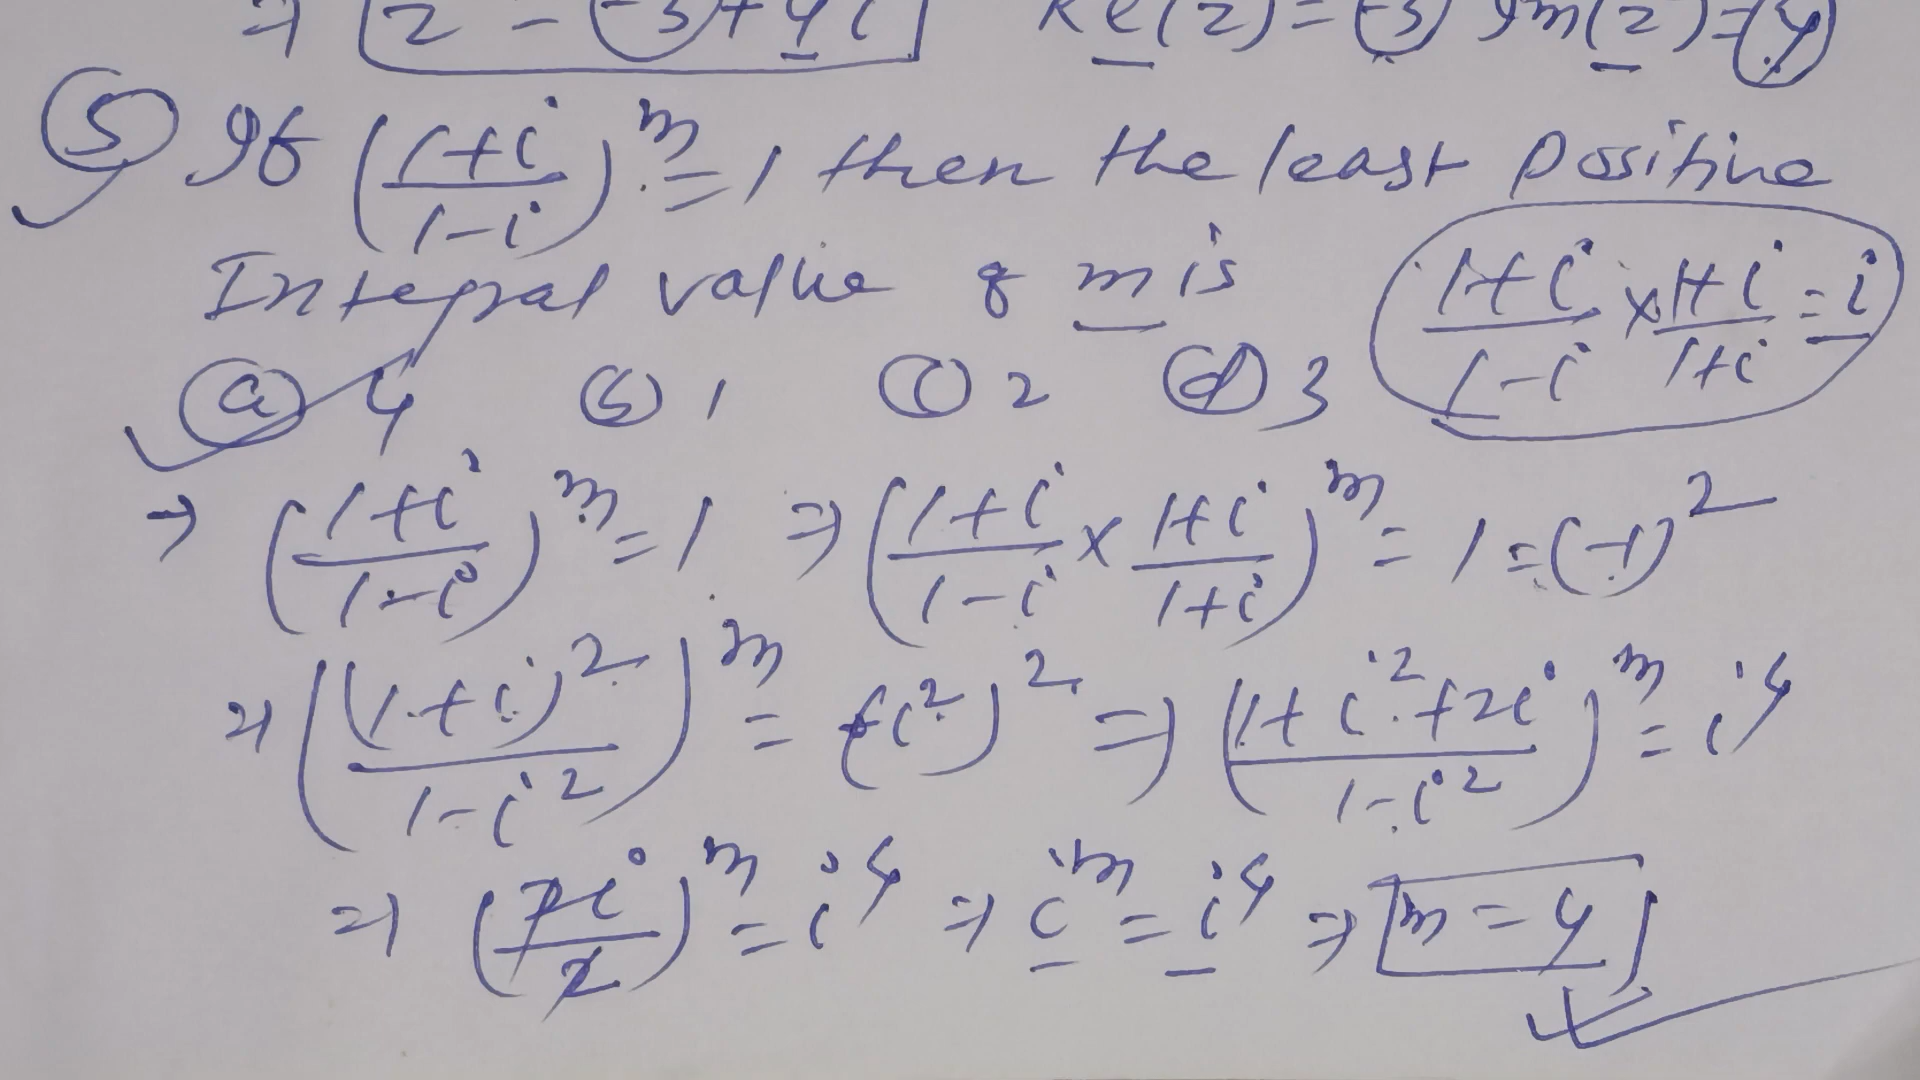 ⇒ z = -3+4i Re(z) = -3 Im(z) = 4
5 If ((1+i)/(1-i))^m = 1 then the least positive
Integral value of m is
(1+i)/(1-i) × (1+i)/(1+i) = i
(a) 4 (b) 1 (c) 2 (d) 3
→ ((1+i)/(1-i))^m = 1 ⇒ ((1+i)/(1-i) × (1+i)/(1+i))^m = 1 = (-1)^2
⇒ ((1+i)^2/(1-i^2))^m = (i^2)^2 ⇒ ((1+i^2+2i)/(1-i^2))^m = i^4
⇒ (2i/2)^m = i^4 ⇒ i^m = i^4 ⇒ m = 4